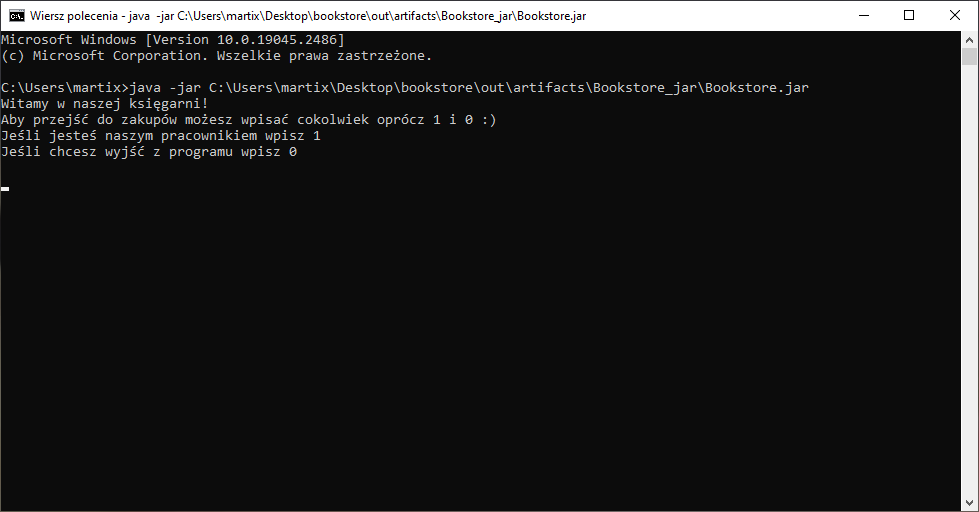 Wiersz polecenia - java  -jar C:\Users\martix\Desktop\bookstore\out\artifacts\Bookstore_jar\Bookstore.jar
Microsoft Windows [Version 10.0.19045.2486]
(c) Microsoft Corporation. Wszelkie prawa zastrzeżone.
C:\Users\martix>java -jar C:\Users\martix\Desktop\bookstore\out\artifacts\Bookstore_jar\Bookstore.jar
Witamy w naszej księgarni!
Aby przejść do zakupów możesz wpisać cokolwiek oprócz 1 i 0 :)
Jeśli jesteś naszym pracownikiem wpisz 1
Jeśli chcesz wyjść z programu wpisz 0